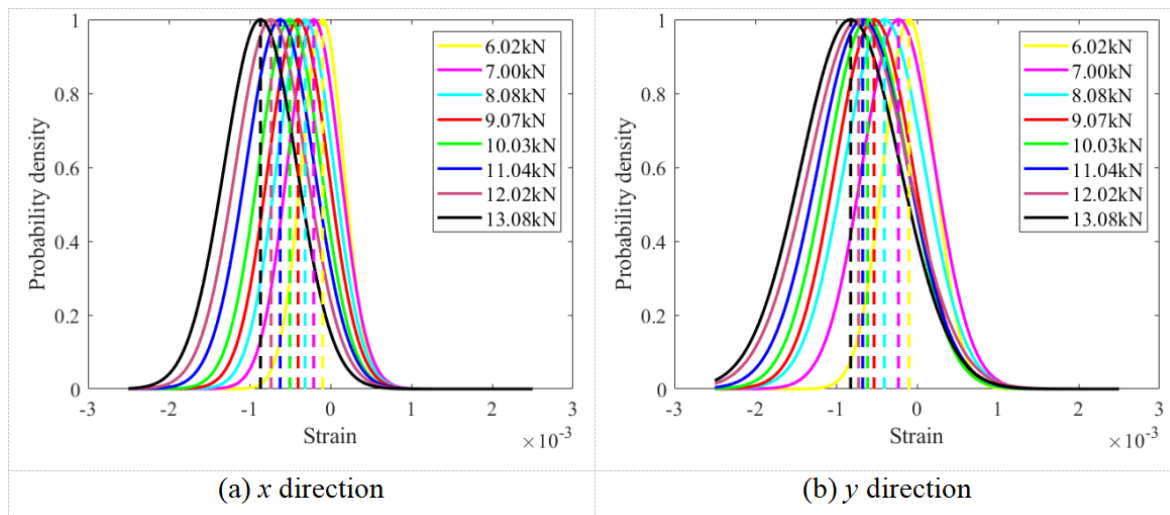 Probability density
1
0.8
0.6
0.4
0.2
0
6.02kN
7.00kN
8.08kN
9.07kN
10.03kN
11.04kN
12.02kN
13.08kN
-3 -2 -1 0 1 2 3
Strain
×10⁻³
(a) x direction
Probability density
1
0.8
0.6
0.4
0.2
0
6.02kN
7.00kN
8.08kN
9.07kN
10.03kN
11.04kN
12.02kN
13.08kN
-3 -2 -1 0 1 2 3
Strain
×10⁻³
(b) y direction